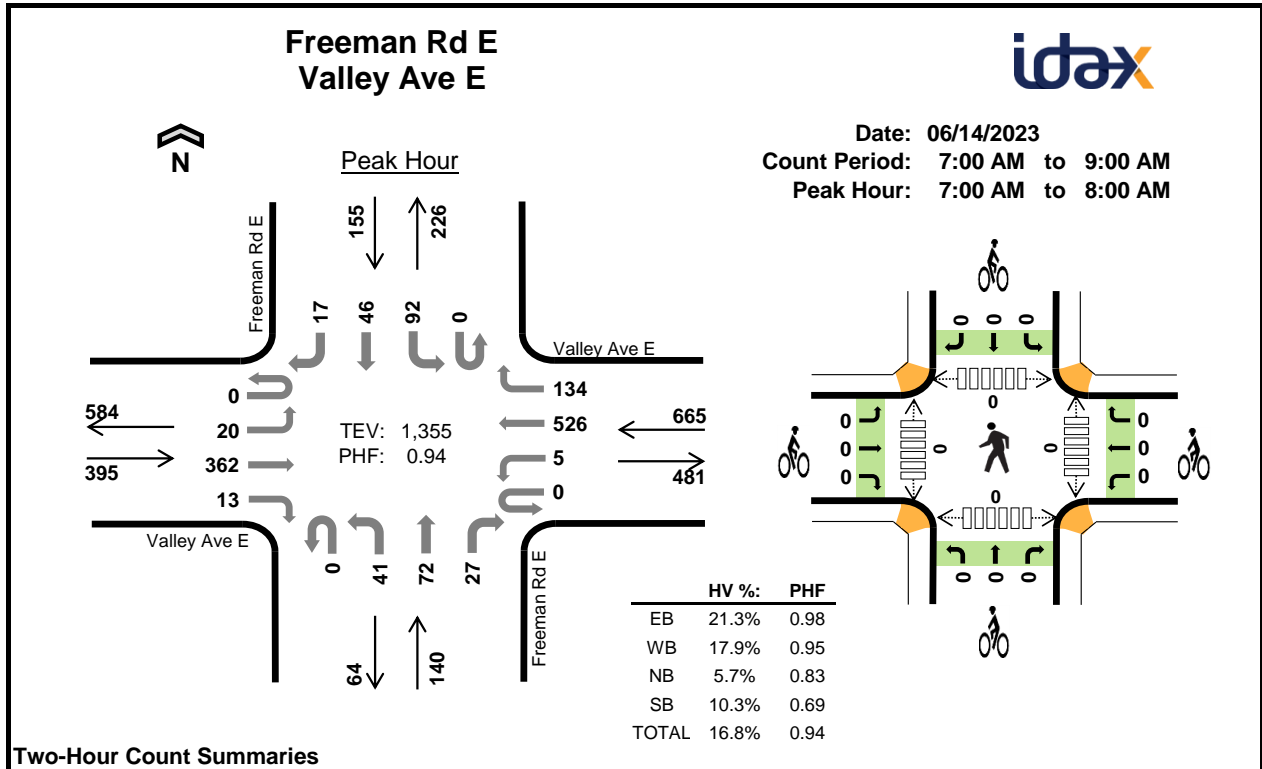 Freeman Rd E
Valley Ave E
idax
N
Peak Hour
Date: 06/14/2023
Count Period: 7:00 AM to 9:00 AM
Peak Hour: 7:00 AM to 8:00 AM
155
226
Freeman Rd E
17
46
92
0
Valley Ave E
0
20
362
13
584
395
TEV: 1,355
PHF: 0.94
134
526
5
0
665
481
Valley Ave E
0
41
72
27
Freeman Rd E
64
140
0 0 0
0
0
0
0
0
0
0
0
0
0
0
0 0 0
HV %: PHF
EB 21.3% 0.98
WB 17.9% 0.95
NB 5.7% 0.83
SB 10.3% 0.69
TOTAL 16.8% 0.94
Two-Hour Count Summaries